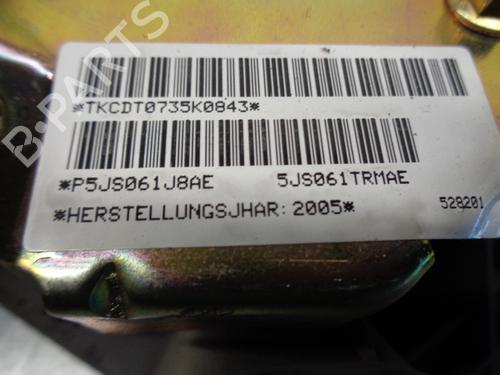 *TKCDT0735K0843*
*P5JS061J8AE 5JS061TRMAE
*HERSTELLUNGSJHAR:2005* 528201
B-PARTS